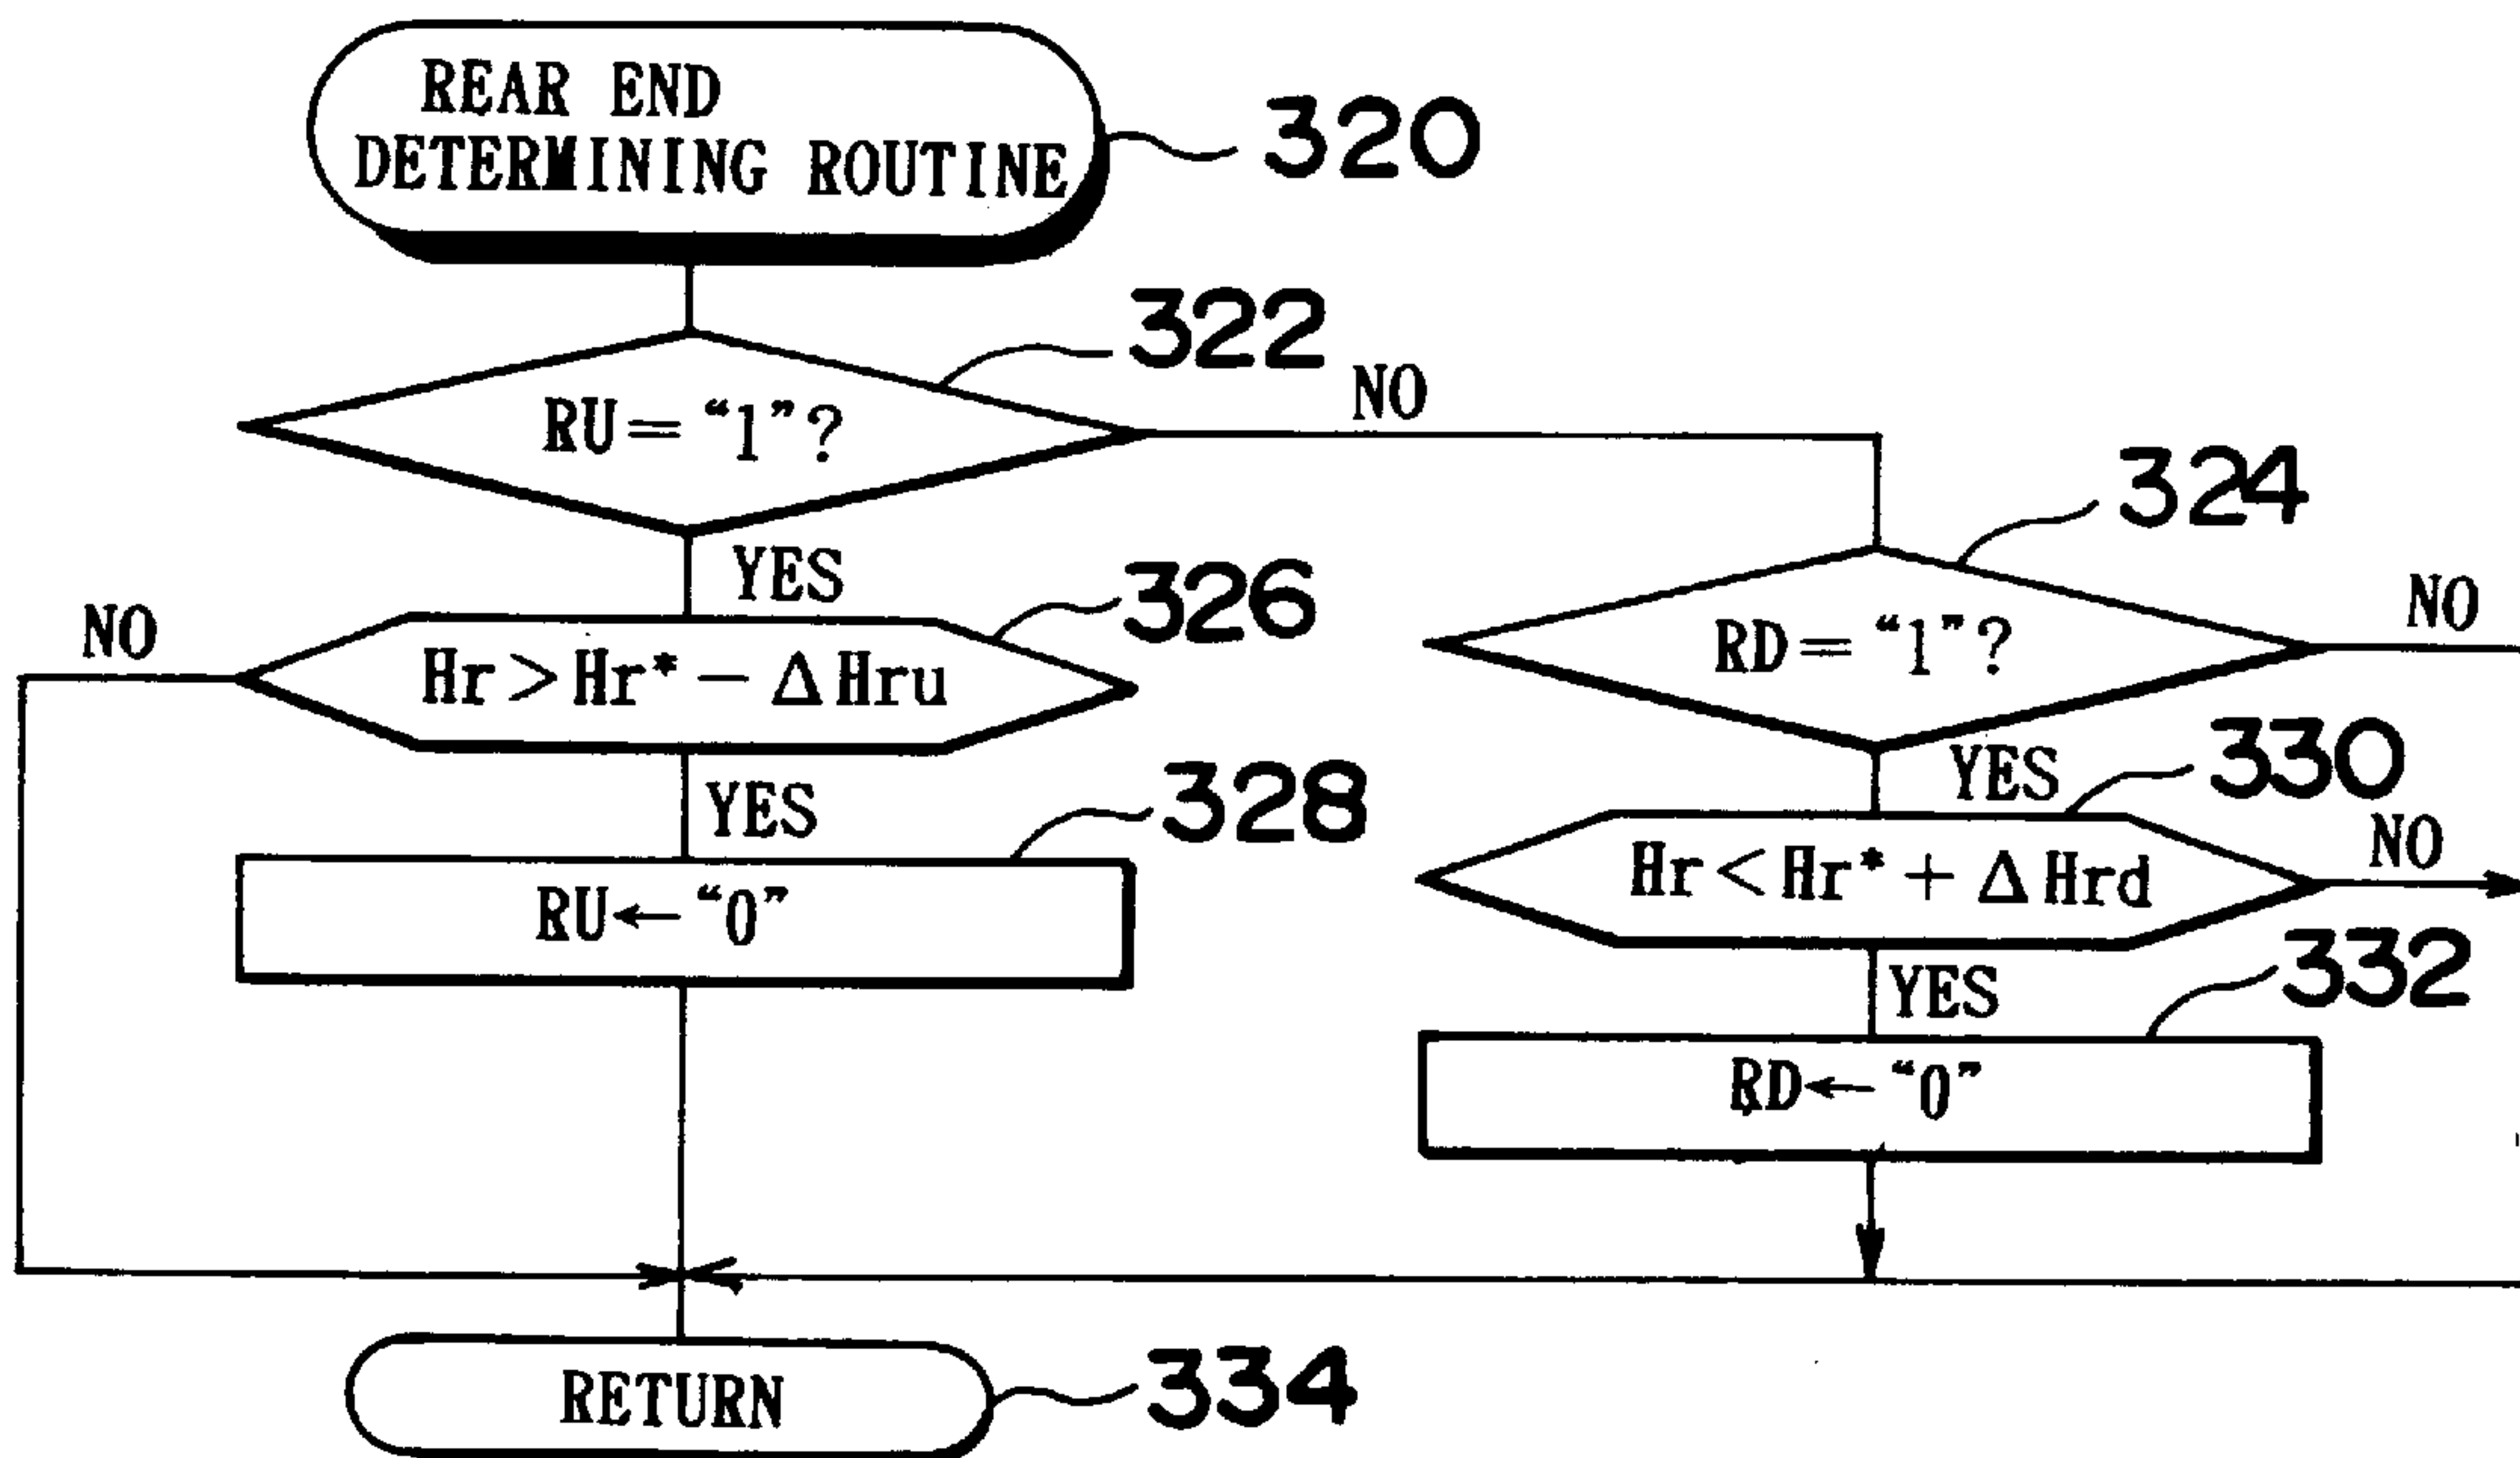 REAR END
DETERMINING ROUTINE
320
322
RU="1"?
NO
324
YES
326
RD="1"?
NO
NO
Hr>Hr*-ΔHru
YES
330
YES
328
Hr<Hr*+ΔHrd
NO
RU←"0"
YES
332
RD←"0"
RETURN
334